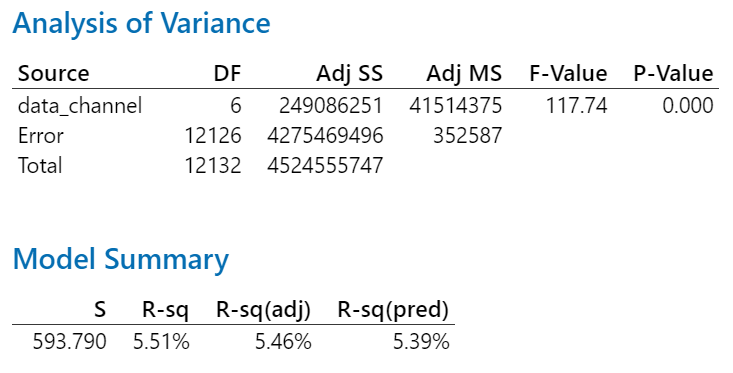 Analysis of Variance
Source DF Adj SS Adj MS F-Value P-Value
data_channel 6 249086251 41514375 117.74 0.000
Error 12126 4275469496 352587
Total 12132 4524555747
Model Summary
S R-sq R-sq(adj) R-sq(pred)
593.790 5.51% 5.46% 5.39%